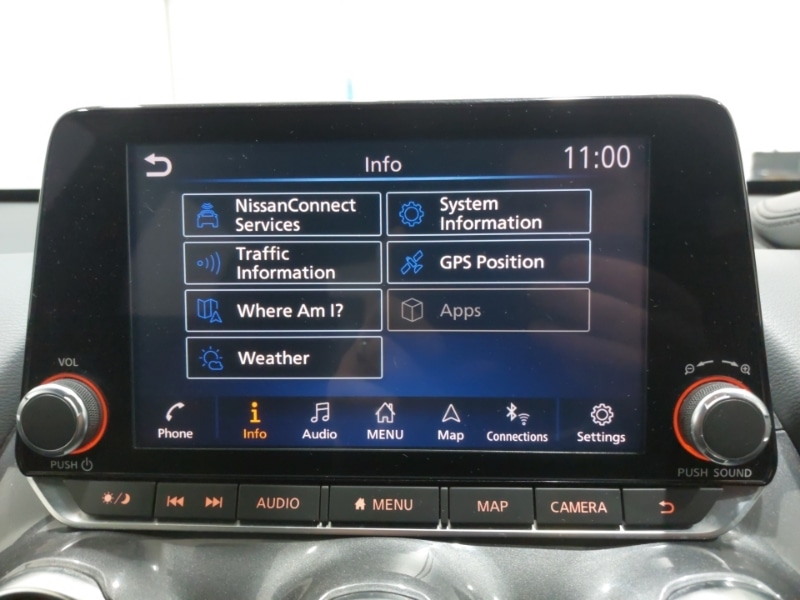 Info
11:00
NissanConnect
Services
System
Information
Traffic
Information
GPS Position
Where Am I?
Apps
Weather
Phone
Info
Audio
MENU
Map
Connections
Settings
VOL
PUSH
PUSH SOUND
AUDIO
MENU
MAP
CAMERA